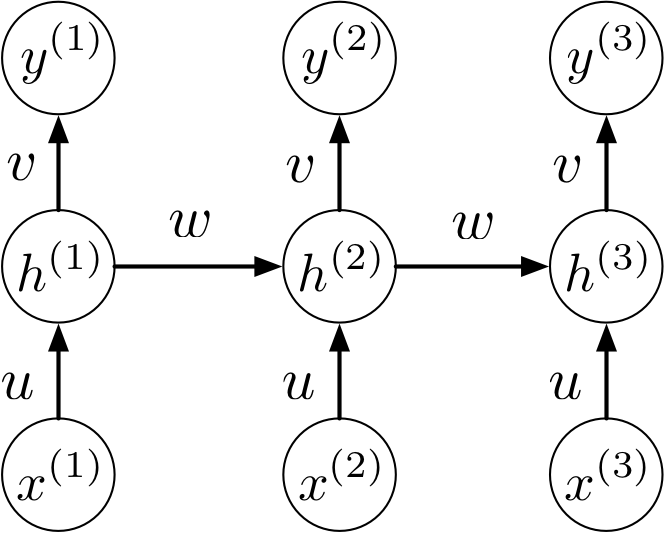 y^{(1)} y^{(2)} y^{(3)}
v v v
w w
h^{(1)} h^{(2)} h^{(3)}
u u u
x^{(1)} x^{(2)} x^{(3)}